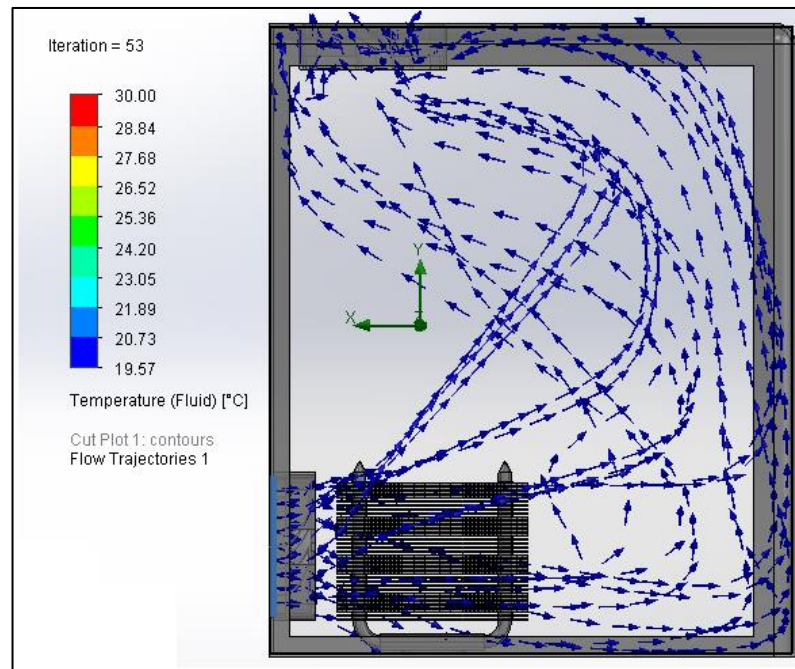 Iteration = 53
30.00
28.84
27.68
26.52
25.36
24.20
23.05
21.89
20.73
19.57
Temperature (Fluid) [°C]
Cut Plot 1: contours
Flow Trajectories 1
Y
X